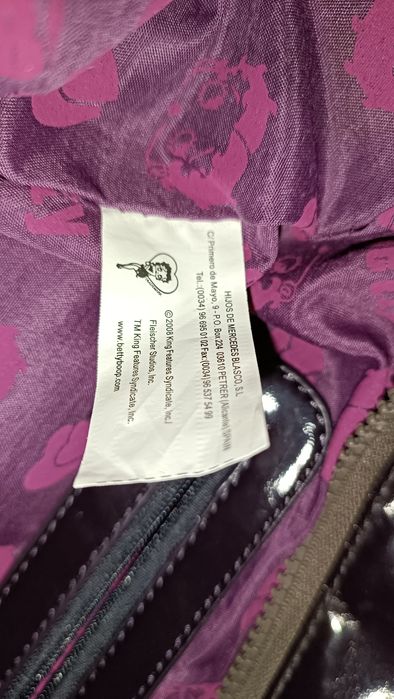 HIJOS DE MERCEDES BLASCO, S.L
C/ Primero de Mayo, 9 - P.O. Box 224 03610 PETRER (Alicante) SPAIN
Tel.:(0034) 96 695 01 02 Fax:(0034) 96 537 54 99
©2008 King Features Syndicate, Inc./
Fleischer Studios, Inc.
TM King Features Syndicate, Inc.
www.bettyboop.com